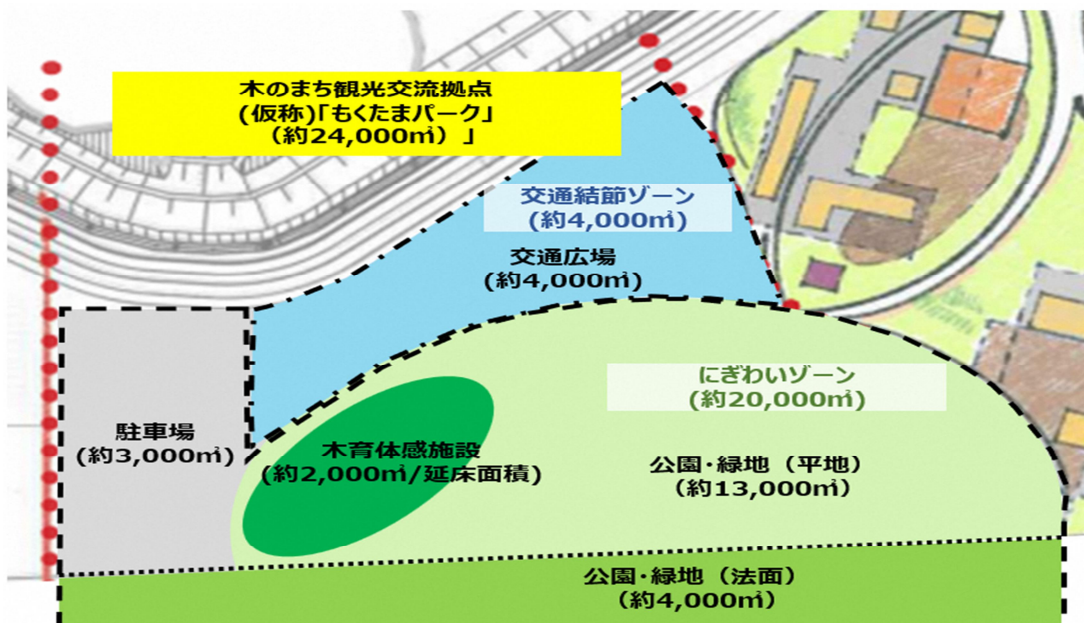 木のまち観光交流拠点
(仮称)「もくたまパーク」
(約24,000㎡）」
交通結節ゾーン
(約4,000㎡)
交通広場
(約4,000㎡)
にぎわいゾーン
(約20,000㎡)
駐車場
(約3,000㎡)
木育体感施設
(約2,000㎡/延床面積)
公園・緑地（平地）
（約13,000㎡）
公園・緑地（法面）
（約4,000㎡）